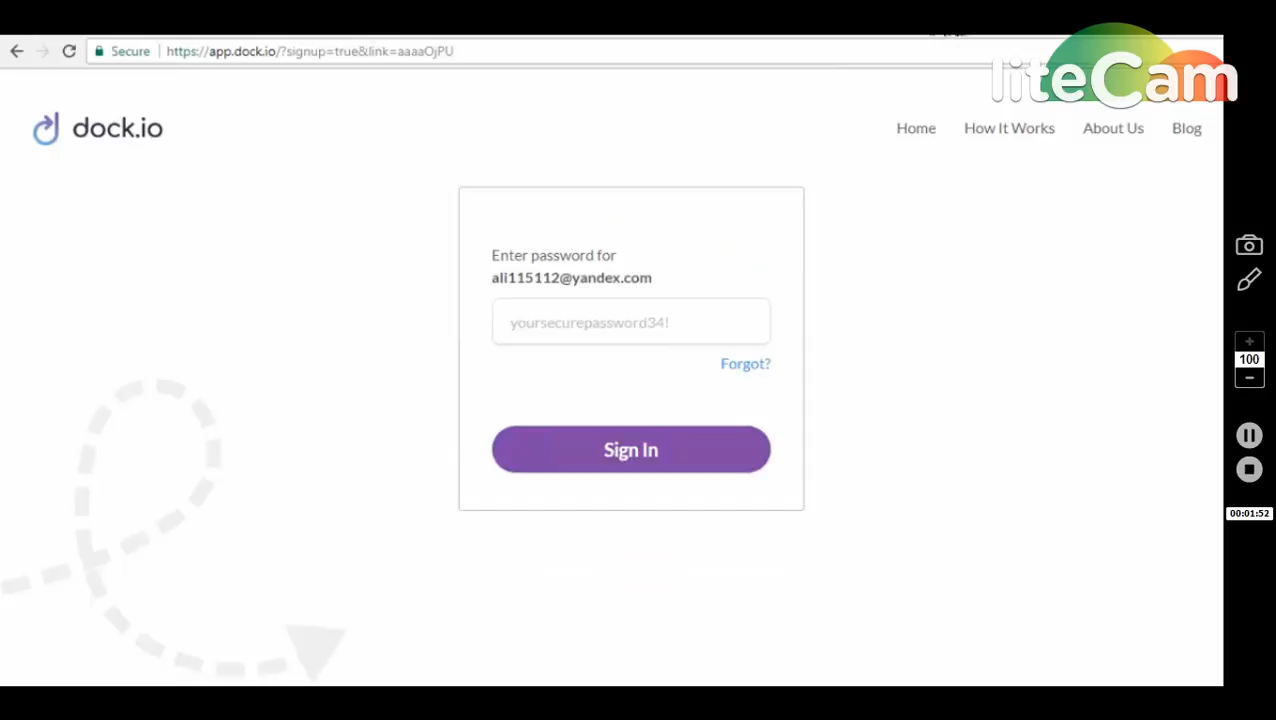 Secure https://app.dock.io/?signup=true&link=aaaaOjPU
liteCam
dock.io
Home How It Works About Us Blog
Enter password for
ali115112@yandex.com
yoursecurepassword34!
Forgot?
Sign In
100
00:01:52